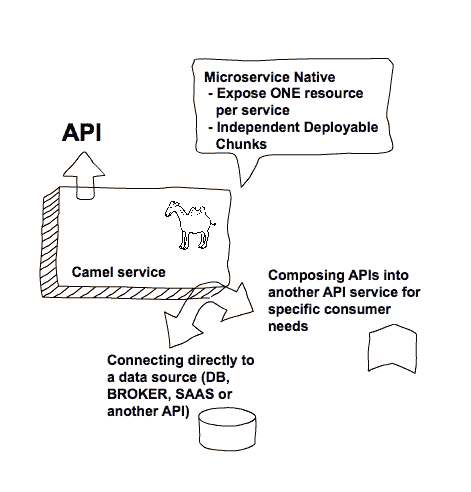 Microservice Native
- Expose ONE resource
per service
- Independent Deployable
Chunks
API
Camel service
Composing APIs into
another API service for
specific consumer
needs
Connecting directly to
a data source (DB,
BROKER, SAAS or
another API)